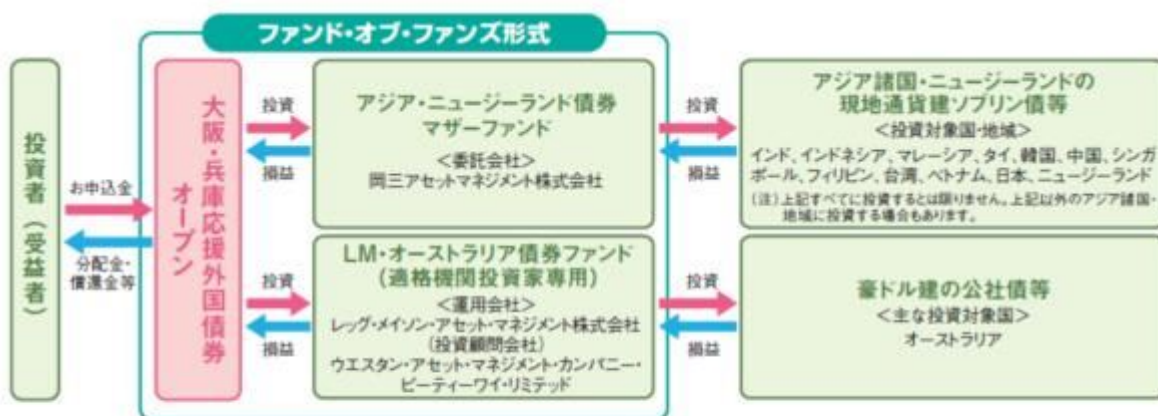 ファンド・オブ・ファンズ形式
投資者(受益者)
お申込金
分配金・
償還金等
大阪・兵庫応援外国債券
オープン
投資
損益
アジア・ニュージーランド債券
マザーファンド
<委託会社>
岡三アセットマネジメント株式会社
投資
損益
アジア諸国・ニュージーランドの
現地通貨建ソブリン債等
<投資対象国・地域>
インド、インドネシア、マレーシア、タイ、韓国、中国、シンガ
ポール、フィリピン、台湾、ベトナム、日本、ニュージーランド
(注)上記すべてに投資するとは限りません。上記以外のアジア諸国・
地域に投資する場合もあります。
投資
損益
LM・オーストラリア債券ファンド
(適格機関投資家専用)
<運用会社>
レッグ・メイソン・アセット・マネジメント株式会社
(投資顧問会社)
ウエスタン・アセット・マネジメント・カンパニー・
ピーティーワイ・リミテッド
投資
損益
豪ドル建の公社債等
<主な投資対象国>
オーストラリア